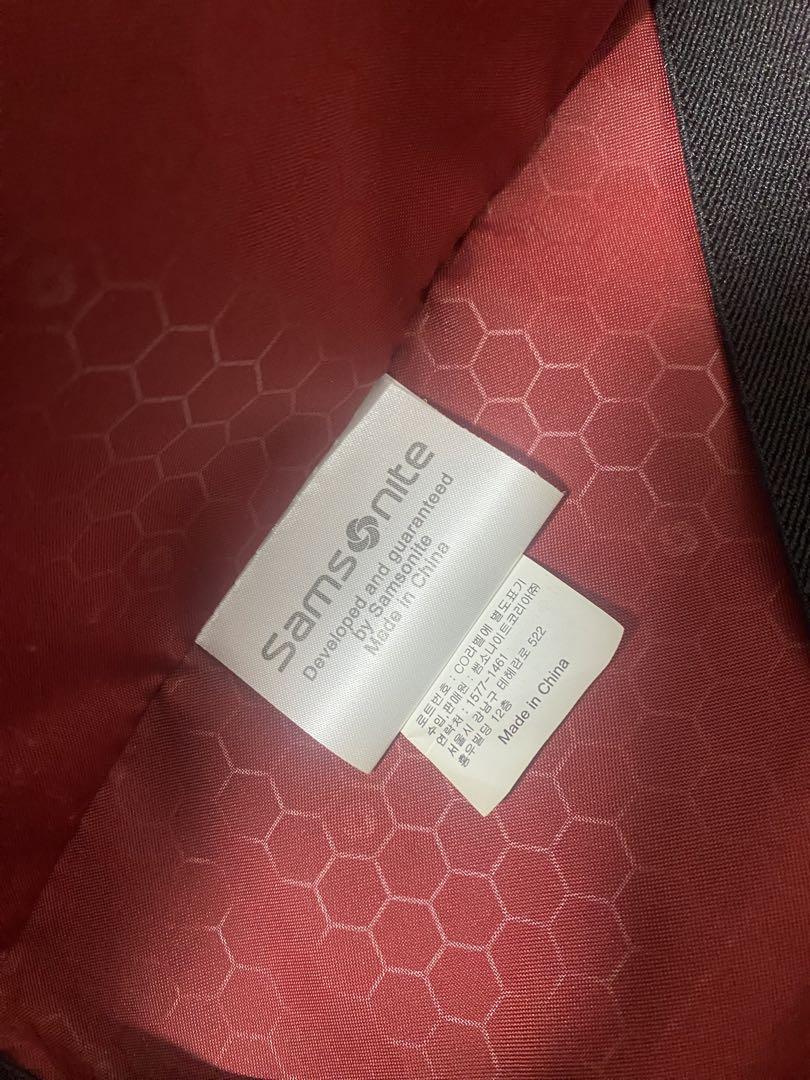 samsonite
Developed and guaranteed
by Samsonite
Made in China
로트번호 : CO라벨에 별도표기
수입 판매원 : 쌤소나이트코리아㈜
연락처 : 1577-1461
서울시 강남구 테헤란로 522
홍우빌딩 12층
Made in China